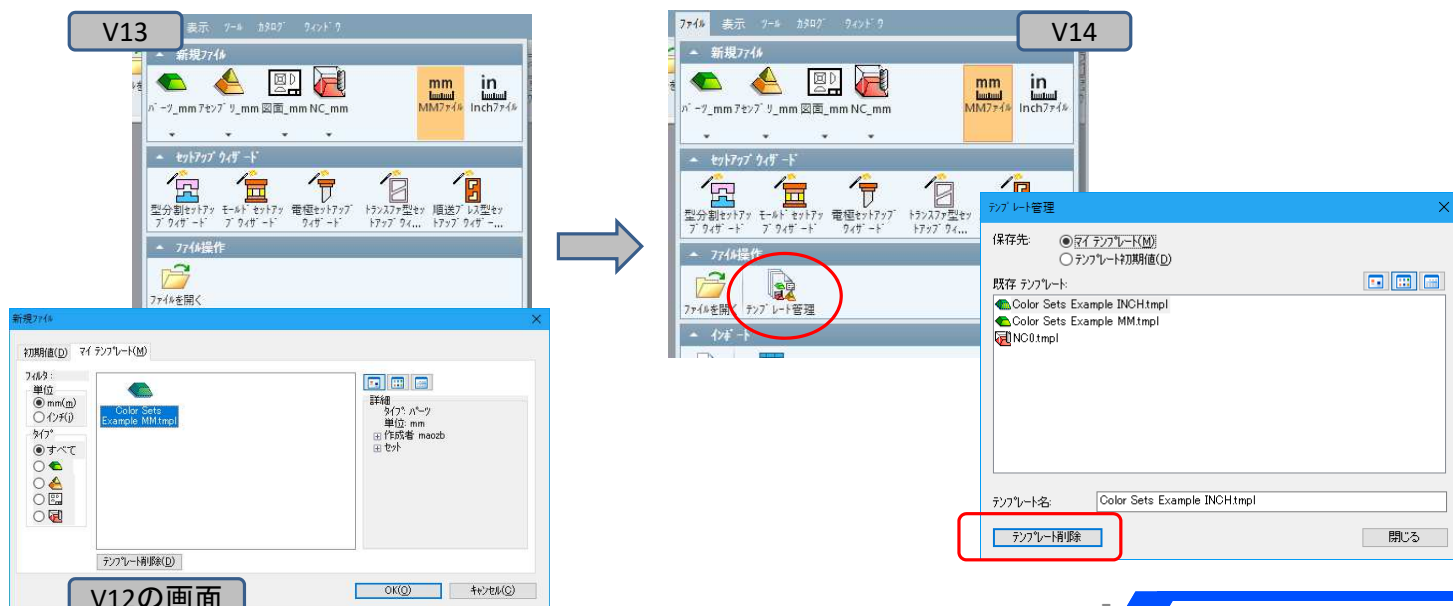 V13
表示 ツール カタログ ウィンドウ
新規ファイル
パーツ_mm アセンブリ_mm 図面_mm NC_mm
mm
MMファイル
in
Inchファイル
セットアップウィザード
型分割セットアップウィザード
モールドセットアップウィザード
電極セットアップウィザード
トランスファ型セットアップウィ...
順送プレス型セットアップウィザー...
ファイル操作
ファイルを開く
新規ファイル
初期値(D) マイ テンプレート(M)
フィルタ:
単位
mm(m)
インチ(i)
タイプ
すべて
Color Sets
Example MM.tmpl
詳細
タイプ: パーツ
単位: mm
作成者 maozb
セット
テンプレート削除(D)
OK(O) キャンセル(C)
V12の画面
V14
ファイル 表示 ツール カタログ ウィンドウ
新規ファイル
パーツ_mm アセンブリ_mm 図面_mm NC_mm
mm
MMファイル
in
Inchファイル
セットアップウィザード
型分割セットアップウィザード
モールドセットアップウィザード
電極セットアップウィザード
トランスファ型セットアップウィ...
ファイル操作
ファイルを開く テンプレート管理
インポート
テンプレート管理
保存先: マイ テンプレート(M)
テンプレート初期値(D)
既存 テンプレート:
Color Sets Example INCH.tmpl
Color Sets Example MM.tmpl
NC0.tmpl
テンプレート名: Color Sets Example INCH.tmpl
テンプレート削除 閉じる